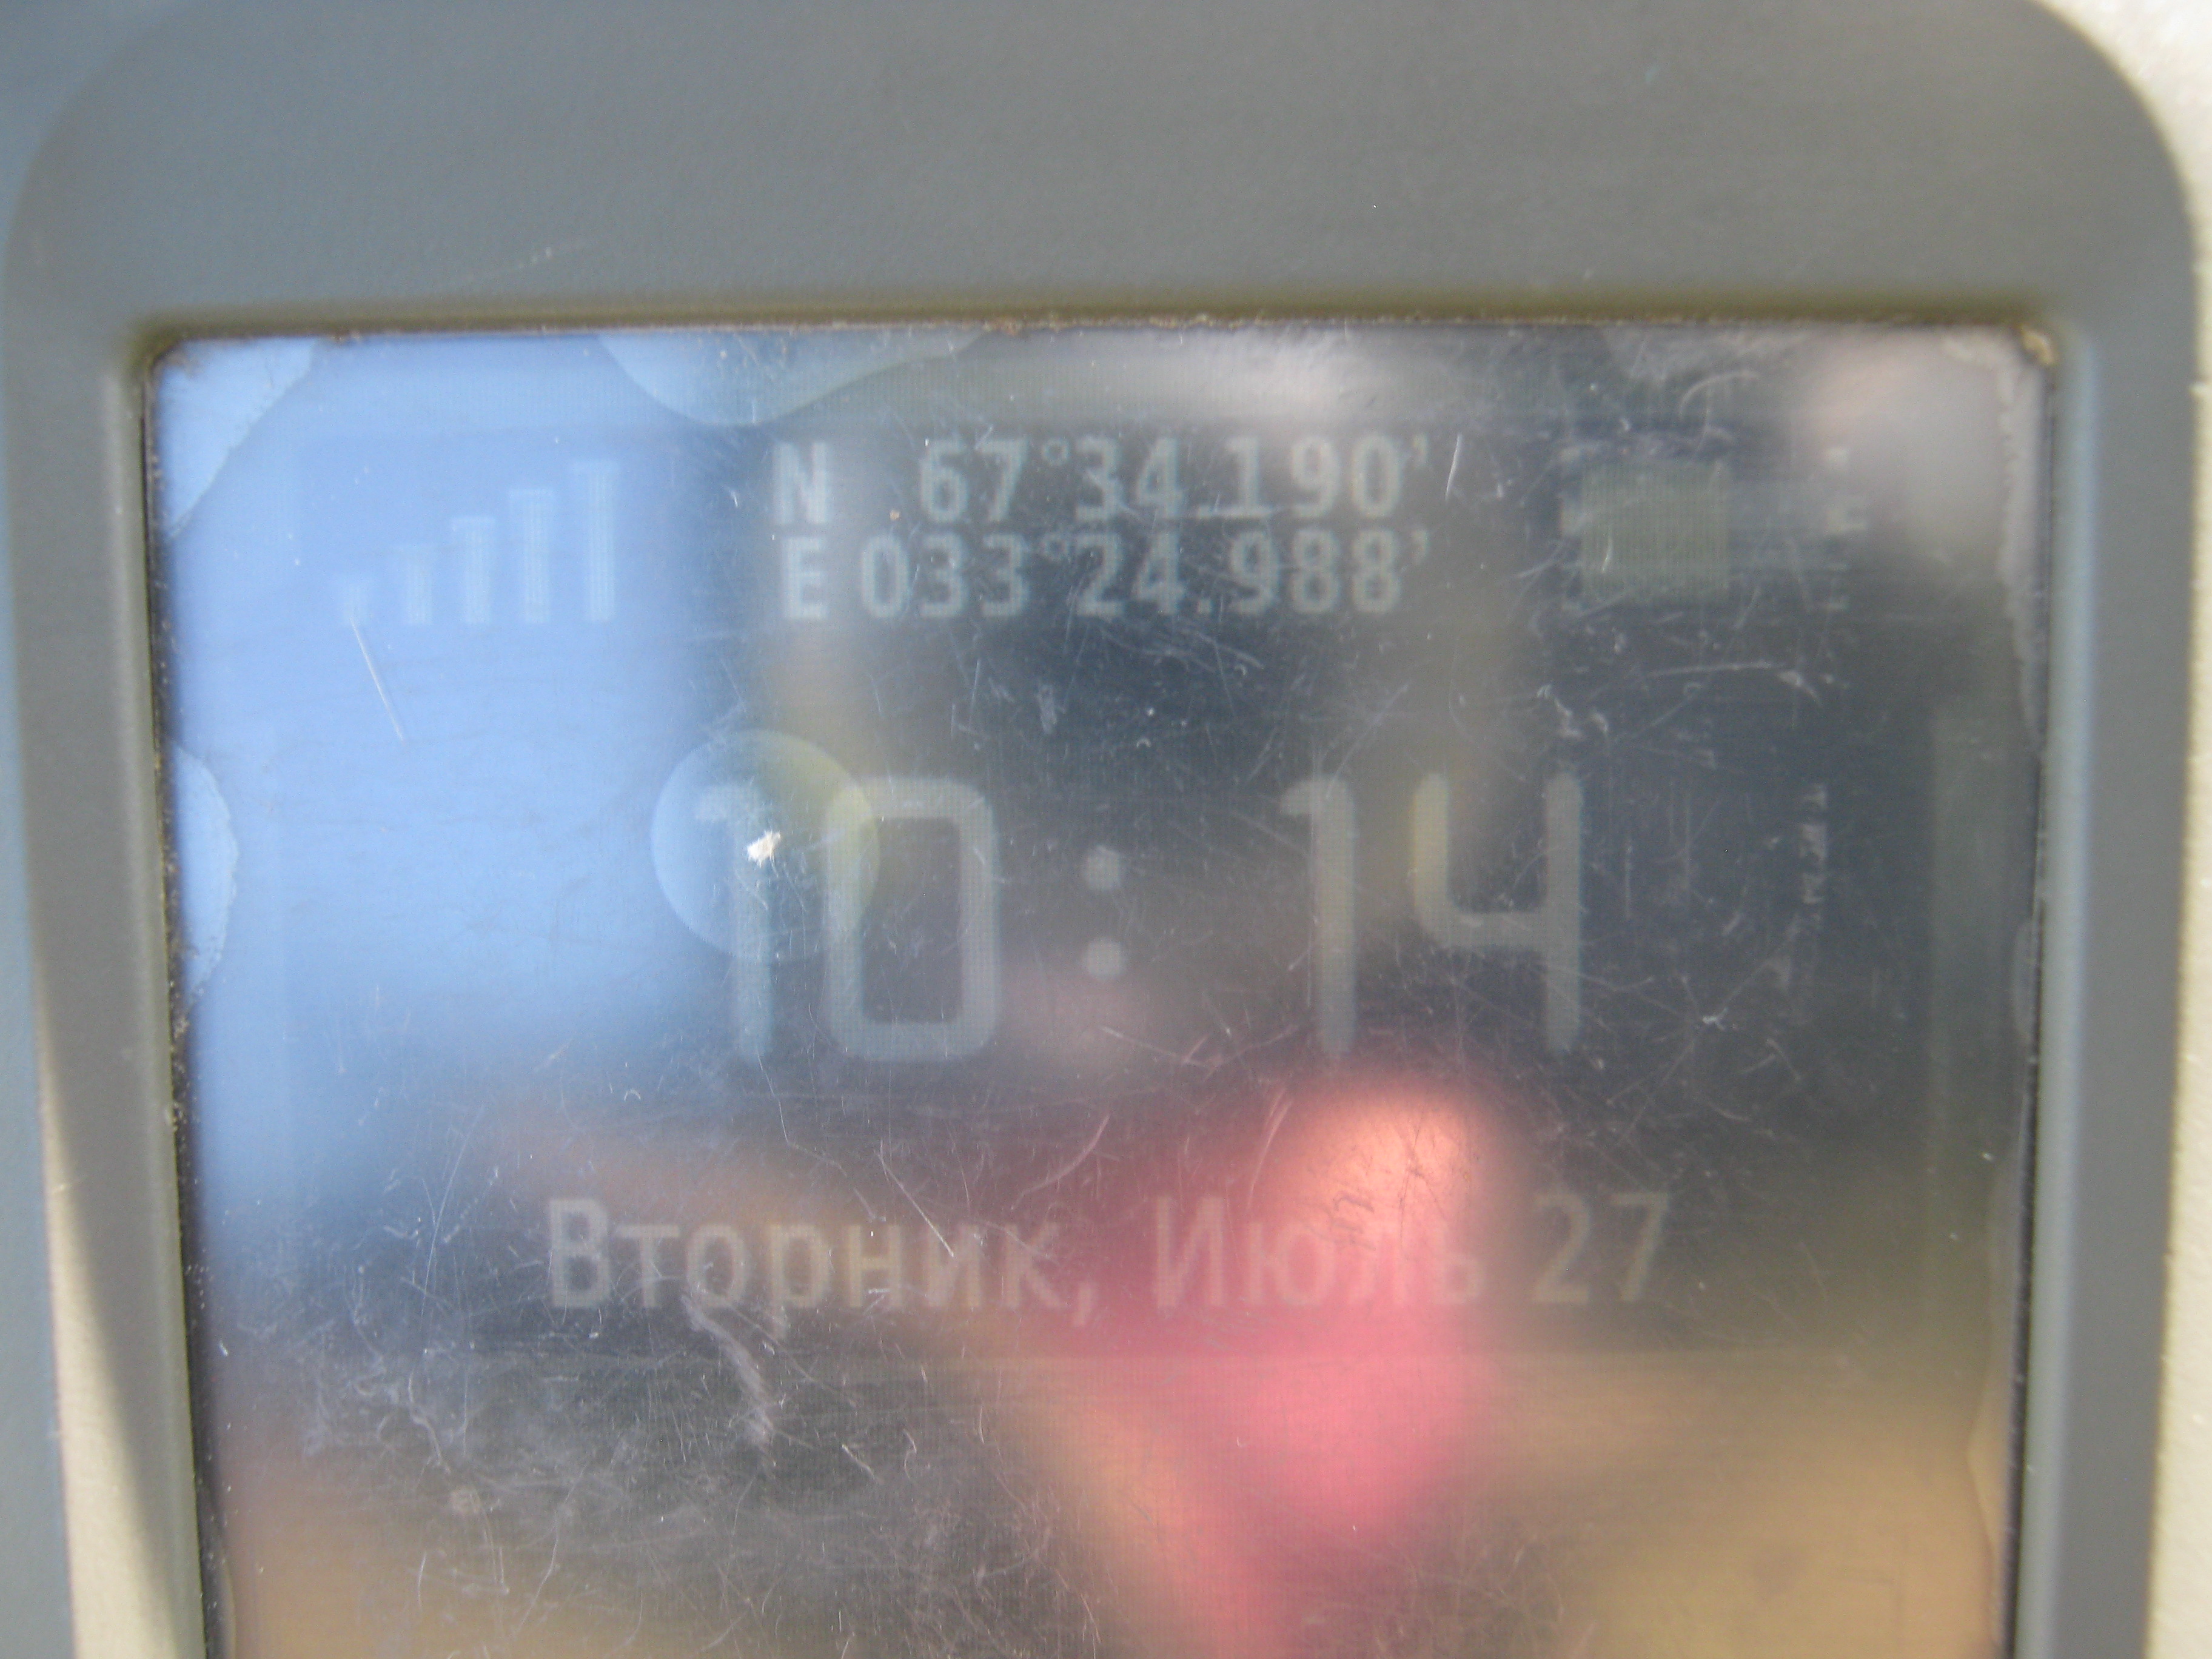 N 67°34.190'
E 033°24.988'
10:14
Вторник, Июль 27